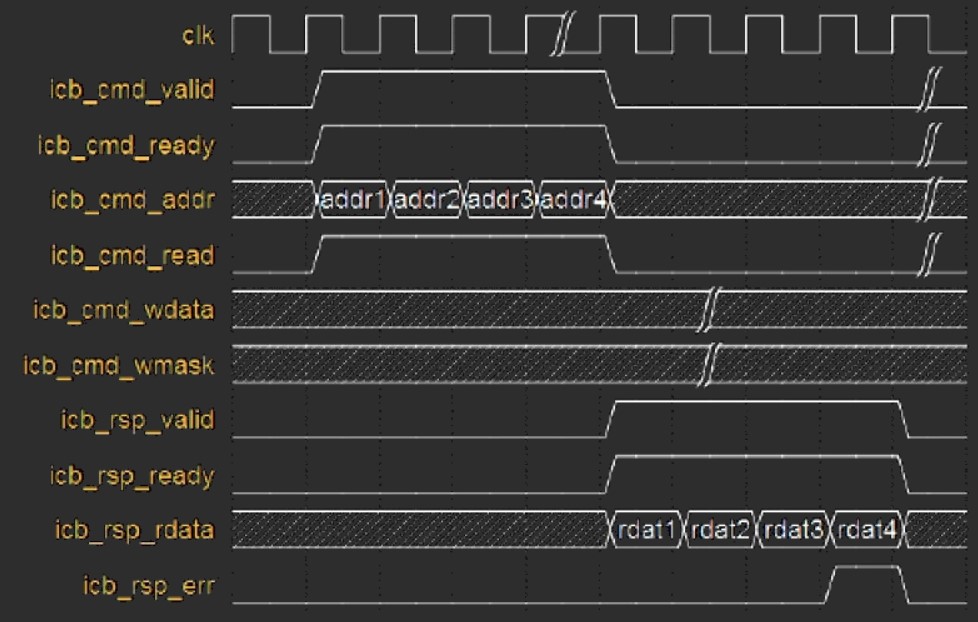 clk
icb_cmd_valid
icb_cmd_ready
icb_cmd_addr addr1 addr2 addr3 addr4
icb_cmd_read
icb_cmd_wdata
icb_cmd_wmask
icb_rsp_valid
icb_rsp_ready
icb_rsp_rdata rdat1 rdat2 rdat3 rdat4
icb_rsp_err